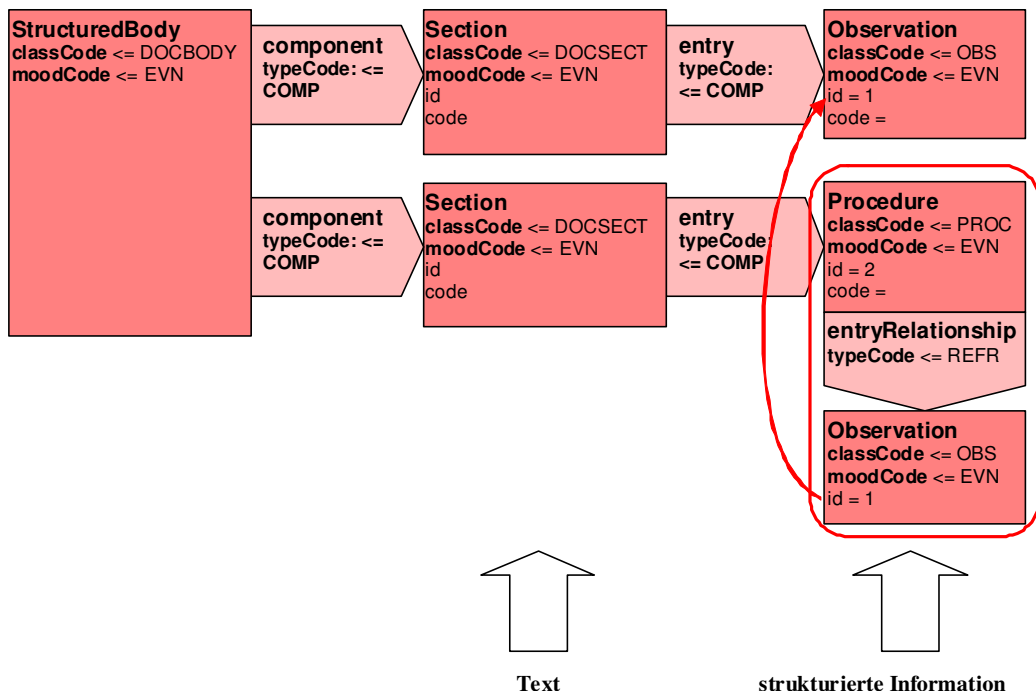 StructuredBody
classCode <= DOCBODY
moodCode <= EVN
component
typeCode: <=
COMP
Section
classCode <= DOCSECT
moodCode <= EVN
id
code
entry
typeCode:
<= COMP
Observation
classCode <= OBS
moodCode <= EVN
id = 1
code =
component
typeCode: <=
COMP
Section
classCode <= DOCSECT
moodCode <= EVN
id
code
entry
typeCode:
<= COMP
Procedure
classCode <= PROC
moodCode <= EVN
id = 2
code =
entryRelationship
typeCode <= REFR
Observation
classCode <= OBS
moodCode <= EVN
id = 1
Text
strukturierte Information